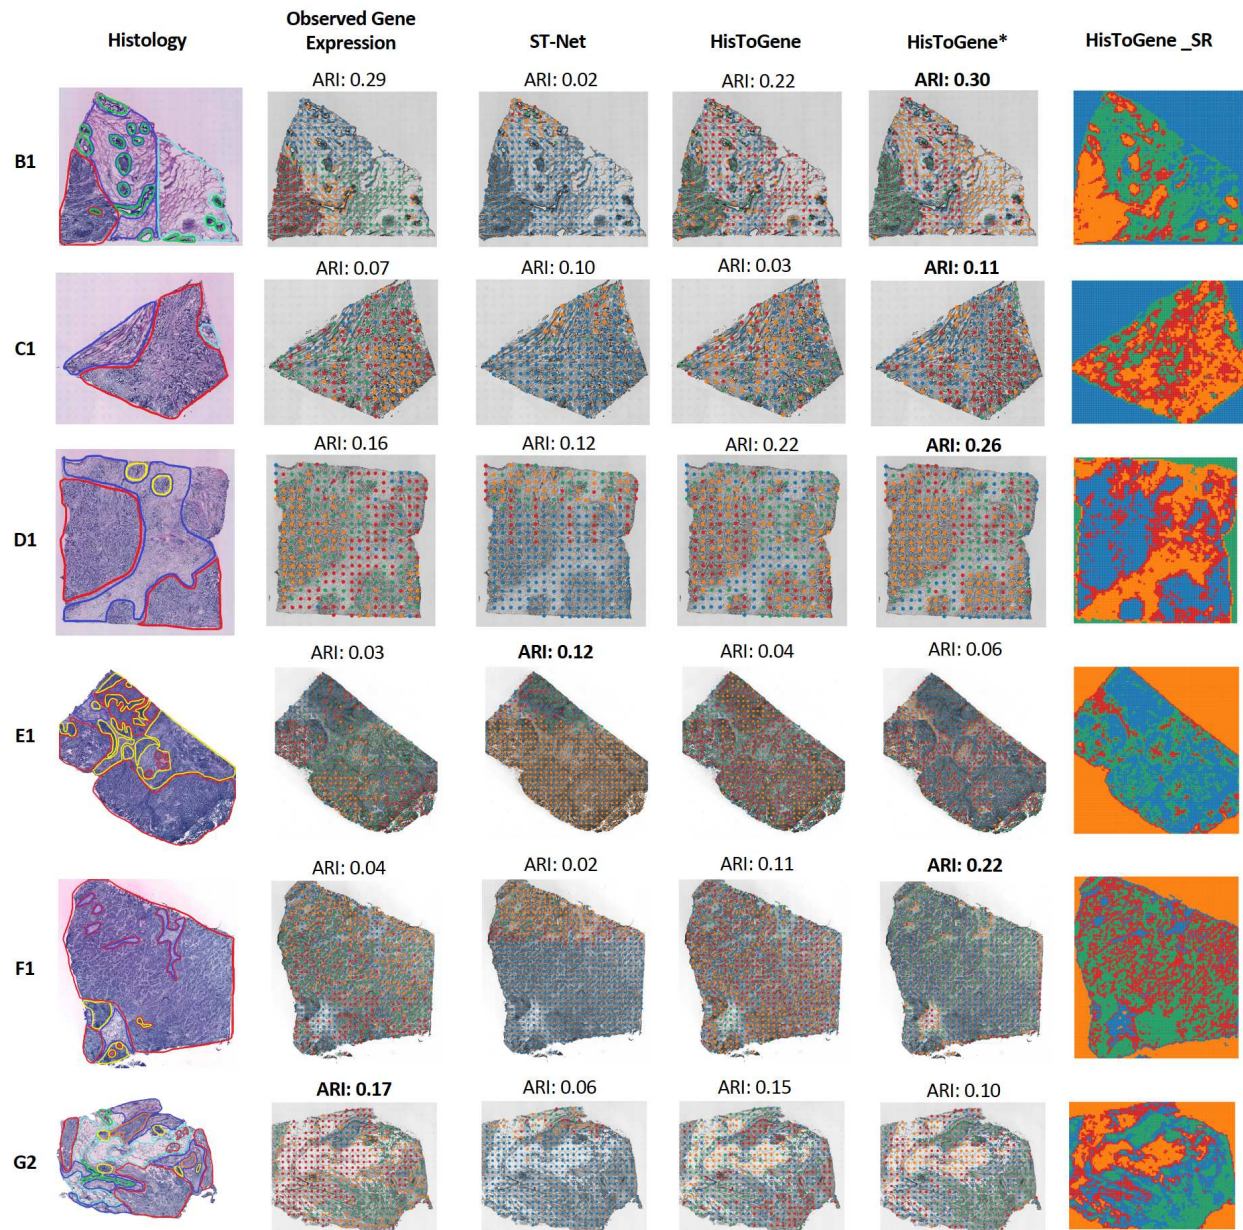 Histology Observed Gene Expression ST-Net HisToGene HisToGene* HisToGene _SR
ARI: 0.29 ARI: 0.02 ARI: 0.22 ARI: 0.30
B1
ARI: 0.07 ARI: 0.10 ARI: 0.03 ARI: 0.11
C1
ARI: 0.16 ARI: 0.12 ARI: 0.22 ARI: 0.26
D1
ARI: 0.03 ARI: 0.12 ARI: 0.04 ARI: 0.06
E1
ARI: 0.04 ARI: 0.02 ARI: 0.11 ARI: 0.22
F1
ARI: 0.17 ARI: 0.06 ARI: 0.15 ARI: 0.10
G2